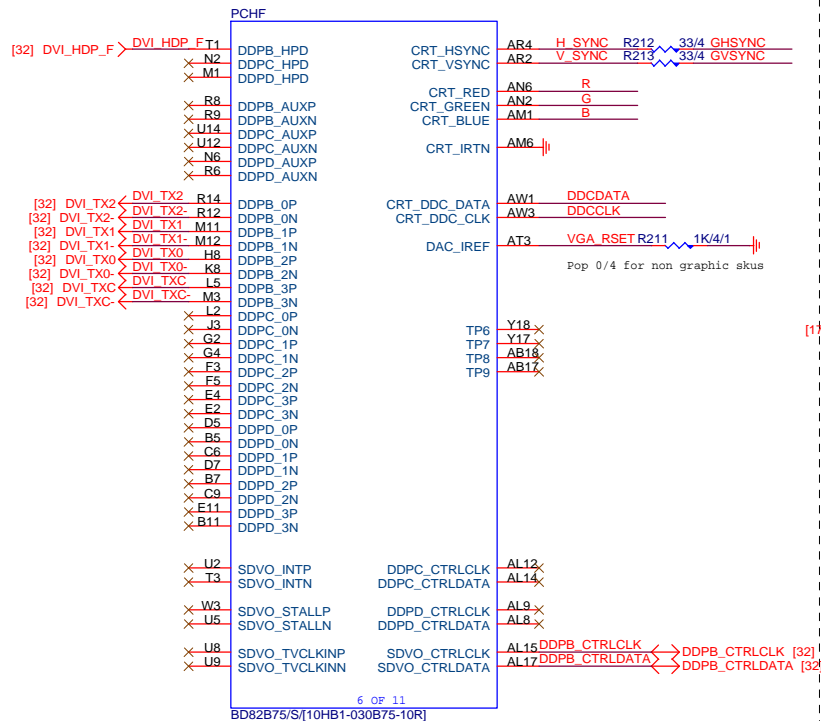 PCHF
[32] DVI_HDP_F DVI_HDP_F T1 DDPB_HPD CRT_HSYNC AR4 H_SYNC R212 33/4 GHSYNC
N2 DDPC_HPD CRT_VSYNC AR2 V_SYNC R213 33/4 GVSYNC
M1 DDPD_HPD
CRT_RED AN6 R
R8 DDPB_AUXP CRT_GREEN AN2 G
R9 DDPB_AUXN CRT_BLUE AM1 B
U14 DDPC_AUXP
U12 DDPC_AUXN CRT_IRTN AM6
N6 DDPD_AUXP
R6 DDPD_AUXN
[32] DVI_TX2 DVI_TX2 R14 DDPB_0P CRT_DDC_DATA AW1 DDCDATA
[32] DVI_TX2- DVI_TX2- R12 DDPB_0N CRT_DDC_CLK AW3 DDCCLK
[32] DVI_TX1 DVI_TX1 M11 DDPB_1P
[32] DVI_TX1- DVI_TX1- M12 DDPB_1N DAC_IREF AT3 VGA_RSET R211 1K/4/1
[32] DVI_TX0 DVI_TX0 H8 DDPB_2P
Pop 0/4 for non graphic skus
[32] DVI_TX0- DVI_TX0- K8 DDPB_2N
[32] DVI_TXC DVI_TXC L5 DDPB_3P
[32] DVI_TXC- DVI_TXC- M3 DDPB_3N
L2 DDPC_0P
J3 DDPC_0N TP6 Y18
[17
G2 DDPC_1P TP7 Y17
G4 DDPC_1N TP8 AB18
F3 DDPC_2P TP9 AB17
F5 DDPC_2N
E4 DDPC_3P
E2 DDPC_3N
D5 DDPD_0P
B5 DDPD_0N
C6 DDPD_1P
D7 DDPD_1N
B7 DDPD_2P
C9 DDPD_2N
E11 DDPD_3P
B11 DDPD_3N
U2 SDVO_INTP DDPC_CTRLCLK AL12
T3 SDVO_INTN DDPC_CTRLDATA AL14
W3 SDVO_STALLP DDPD_CTRLCLK AL9
U5 SDVO_STALLN DDPD_CTRLDATA AL8
U8 SDVO_TVCLKINP SDVO_CTRLCLK AL15 DDPB_CTRLCLK DDPB_CTRLCLK [32]
U9 SDVO_TVCLKINN SDVO_CTRLDATA AL17 DDPB_CTRLDATA DDPB_CTRLDATA [32
6 OF 11
BD82B75/S/[10HB1-030B75-10R]